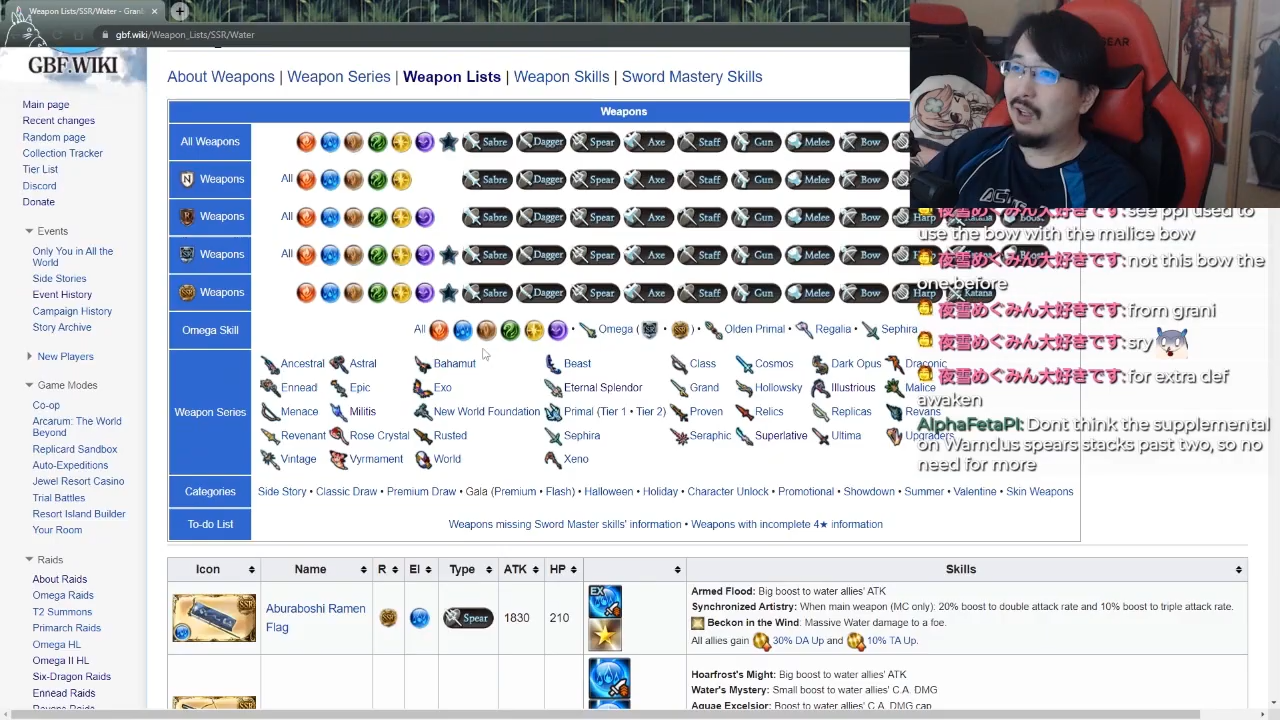 Weapon Lists/SSR/Water - Gran
gbf.wiki/Weapon_Lists/SSR/Water
GBF.WIKI
Main page
Recent changes
Random page
Collection Tracker
Tier List
Discord
Donate
Events
Only You in All the
World
Side Stories
Event History
Campaign History
Story Archive
New Players
Game Modes
Co-op
Arcarum: The World
Beyond
Replicard Sandbox
Auto-Expeditions
Jewel Resort Casino
Trial Battles
Resort Island Builder
Your Room
Raids
About Raids
Omega Raids
T2 Summons
Primarch Raids
Omega HL
Omega II HL
Six-Dragon Raids
Ennead Raids
About Weapons | Weapon Series | Weapon Lists | Weapon Skills | Sword Mastery Skills
Weapons
All Weapons Sabre Dagger Spear Axe Staff Gun Melee Bow
N Weapons All Sabre Dagger Spear Axe Staff Gun Melee Bow
R Weapons All Sabre Dagger Spear Axe Staff Gun Melee Bow Harp Katana
SR Weapons All Sabre Dagger Spear Axe Staff Gun Melee Bow
SSR Weapons All Sabre Dagger Spear Axe Staff Gun Melee Bow Harp Katana
Omega Skill All • Omega ( • ) • Olden Primal • Regalia • Sephira
Weapon Series
Ancestral Astral Bahamut Beast Class Cosmos Dark Opus Draconic
Ennead Epic Exo Eternal Splendor Grand Hollowsky Illustrious Malice
Menace Militis New World Foundation Primal (Tier 1 • Tier 2) Proven Relics Replicas Revans
Revenant Rose Crystal Rusted Sephira Seraphic Superlative Ultima Upgraders
Vintage Vyrmament World Xeno
Categories Side Story • Classic Draw • Premium Draw • Gala (Premium • Flash) • Halloween • Holiday • Character Unlock • Promotional • Showdown • Summer • Valentine • Skin Weapons
To-do List Weapons missing Sword Master skills' information • Weapons with incomplete 4★ information
Icon Name R El Type ATK HP Skills
Aburaboshi Ramen
Flag
SSR
Spear 1830 210
EX
Armed Flood: Big boost to water allies' ATK
Synchronized Artistry: When main weapon (MC only): 20% boost to double attack rate and 10% boost to triple attack rate.
Beckon in the Wind: Massive Water damage to a foe.
All allies gain 30% DA Up and 10% TA Up.
Hoarfrost's Might: Big boost to water allies' ATK
Water's Mystery: Small boost to water allies' C.A. DMG
Aquae Excelsior: Boost to water allies' C.A. DMG cap
GEAR
夜雪めぐみん大好きです: see ppl used to
use the bow with the malice bow
夜雪めぐみん大好きです: not this bow the
one before
夜雪めぐみん大好きです: from grani
夜雪めぐみん大好きです: sry
夜雪めぐみん大好きです: for extra def
awaken
AlphaFetaPI: Dont think the supplemental
on Wamdus spears stacks past two, so no
need for more